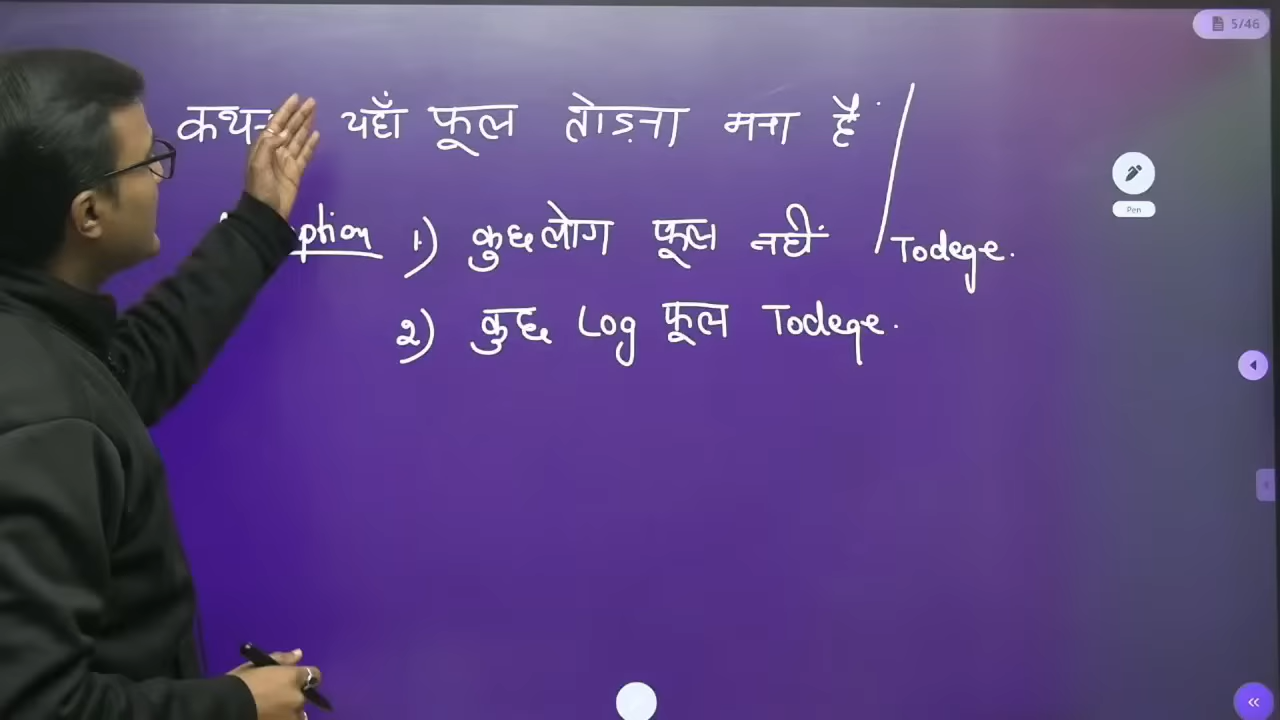 5/46
यहाँ फूल तोड़ना मना है
1) कुछ लोग फूल नहीं / Todege.
2) कुछ Log फूल Todege.
Pen